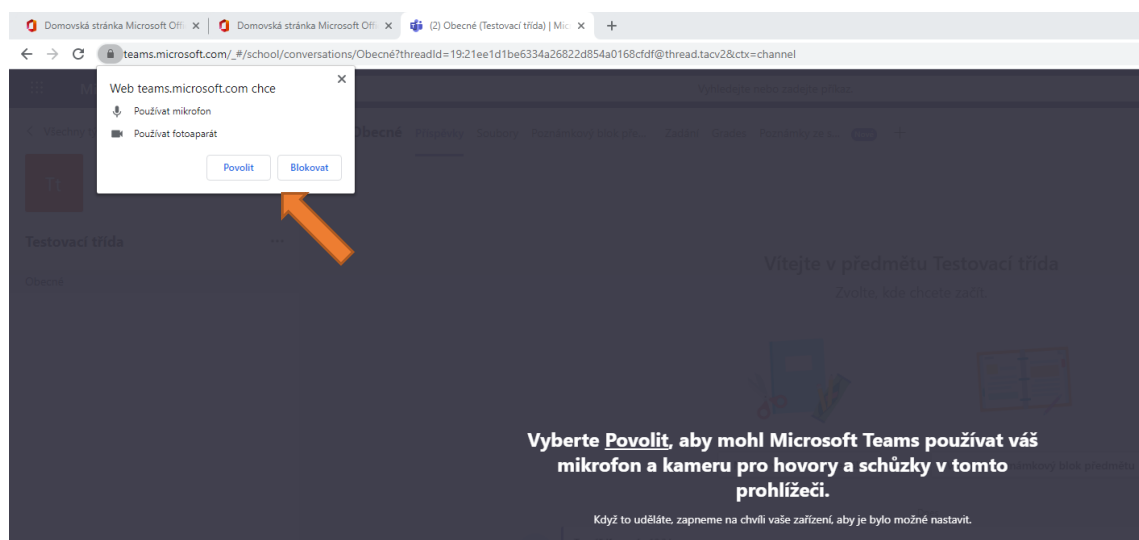 Domovská stránka Microsoft Offi
Domovská stránka Microsoft Offi
(2) Obecné (Testovací třída) | Mic
teams.microsoft.com/_#/school/conversations/Obecné?threadId=19:21ee1d1be6334a26822d854a0168cfdf@thread.tacv2&ctx=channel
Web teams.microsoft.com chce
Používat mikrofon
Používat fotoaparát
Povolit Blokovat
Obecné Příspěvky Soubory Poznámkový blok pře... Zadání Grades
Tt
Testovací třída
Obecné
Vítejte v předmětu Testovací třída
Zvolte, kde chcete začít.
Vyberte Povolit, aby mohl Microsoft Teams používat váš
mikrofon a kameru pro hovory a schůzky v tomto
prohlížeči.
Když to uděláte, zapneme na chvíli vaše zařízení, aby je bylo možné nastavit.